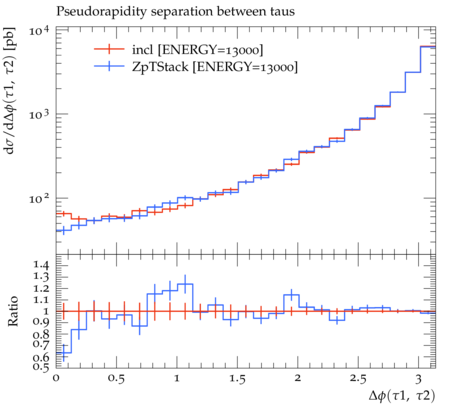 Pseudorapidity separation between taus
dσ/dΔϕ(τ1, τ2) [pb]
10⁴
10³
10²
incl [ENERGY=13000]
ZpTStack [ENERGY=13000]
Ratio
1.4
1.3
1.2
1.1
1
0.9
0.8
0.7
0.6
0.5
0 0.5 1 1.5 2 2.5 3
Δϕ(τ1, τ2)